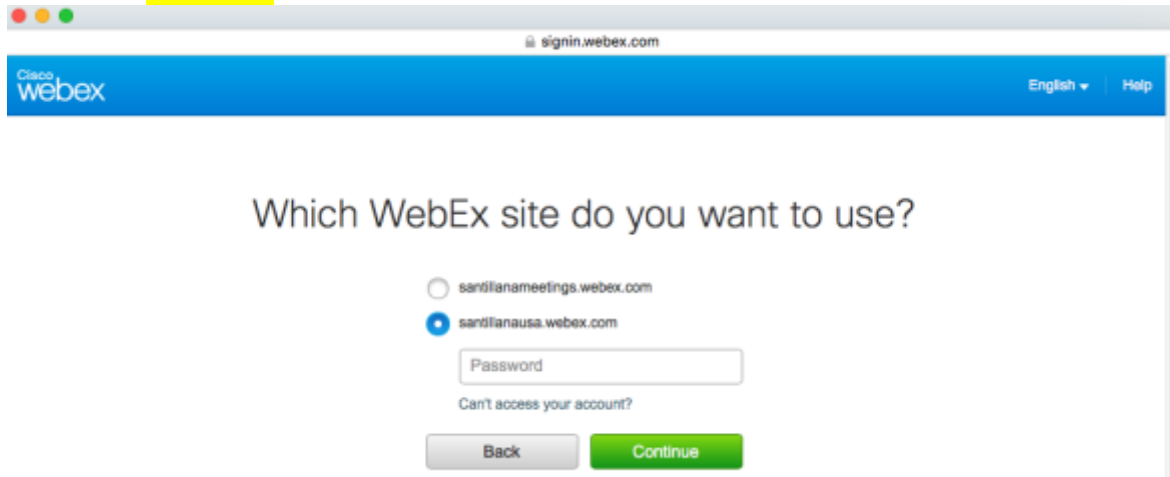 signin.webex.com
Cisco
webex
English
Help
Which WebEx site do you want to use?
santillanameetings.webex.com
santillanausa.webex.com
Password
Can't access your account?
Back
Continue